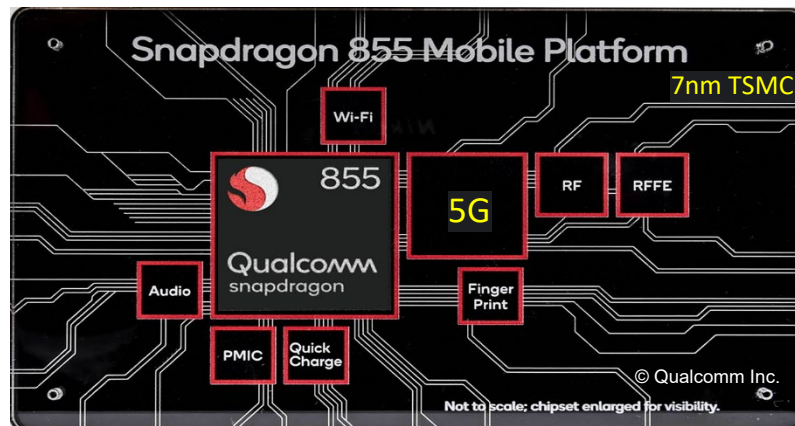 Snapdragon 855 Mobile Platform
7nm TSMC
Wi-Fi
855
Qualcomm
snapdragon
5G
RF
RFFE
Audio
Finger
Print
PMIC
Quick
Charge
© Qualcomm Inc.
Not to scale; chipset enlarged for visibility.